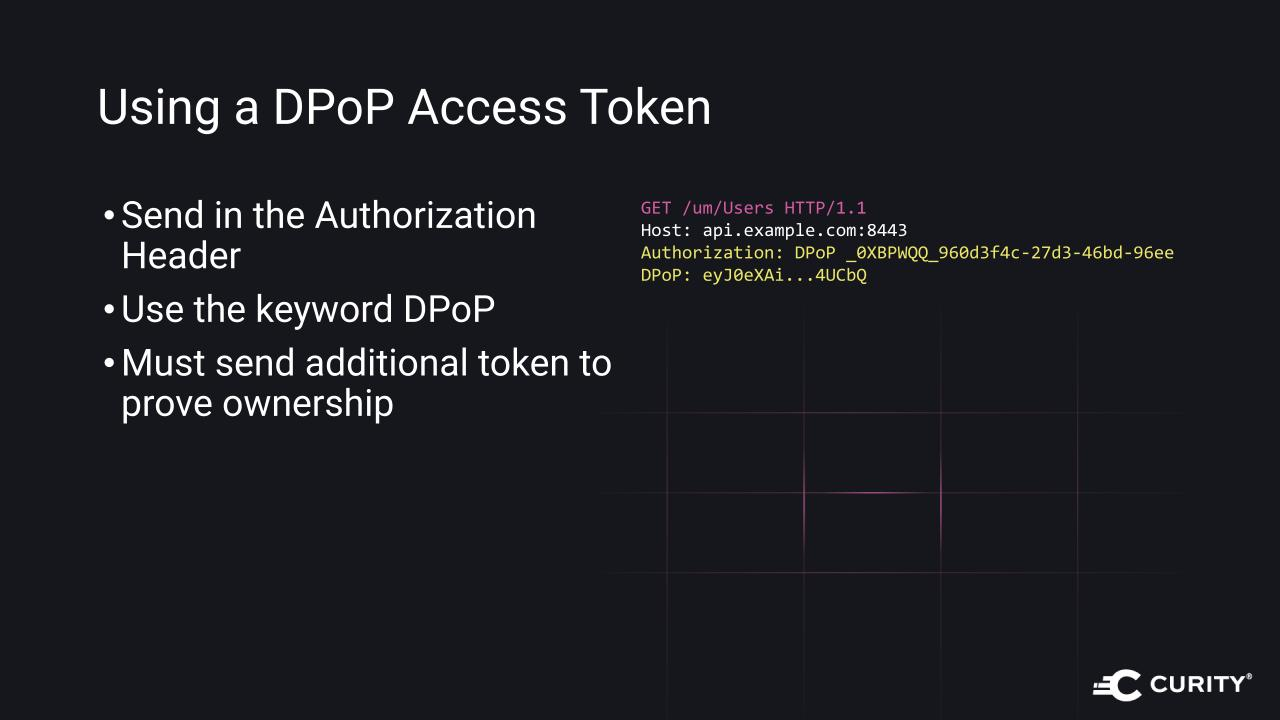 Using a DPoP Access Token
• Send in the Authorization
Header
• Use the keyword DPoP
• Must send additional token to
prove ownership
GET /um/Users HTTP/1.1
Host: api.example.com:8443
Authorization: DPoP _0XBPWQQ_960d3f4c-27d3-46bd-96ee
DPoP: eyJ0eXAi...4UCbQ
CURITY®